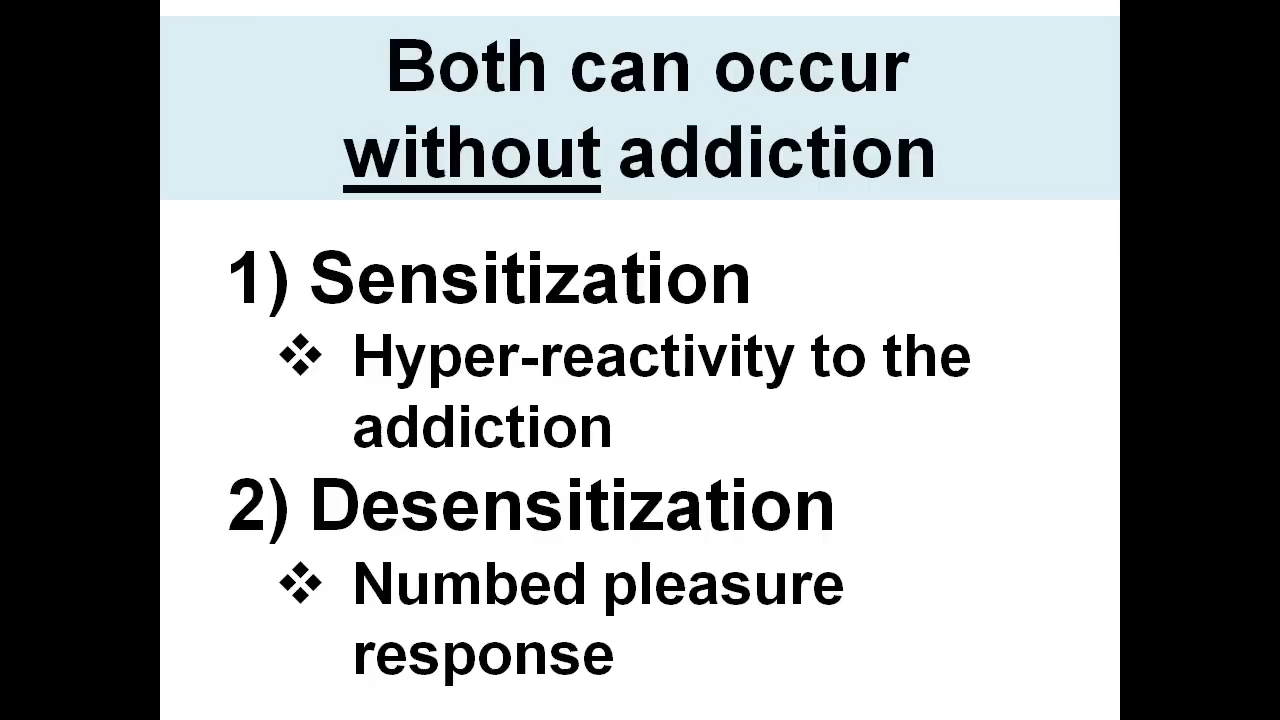 Both can occur
without addiction
1) Sensitization
❖ Hyper-reactivity to the
addiction
2) Desensitization
❖ Numbed pleasure
response